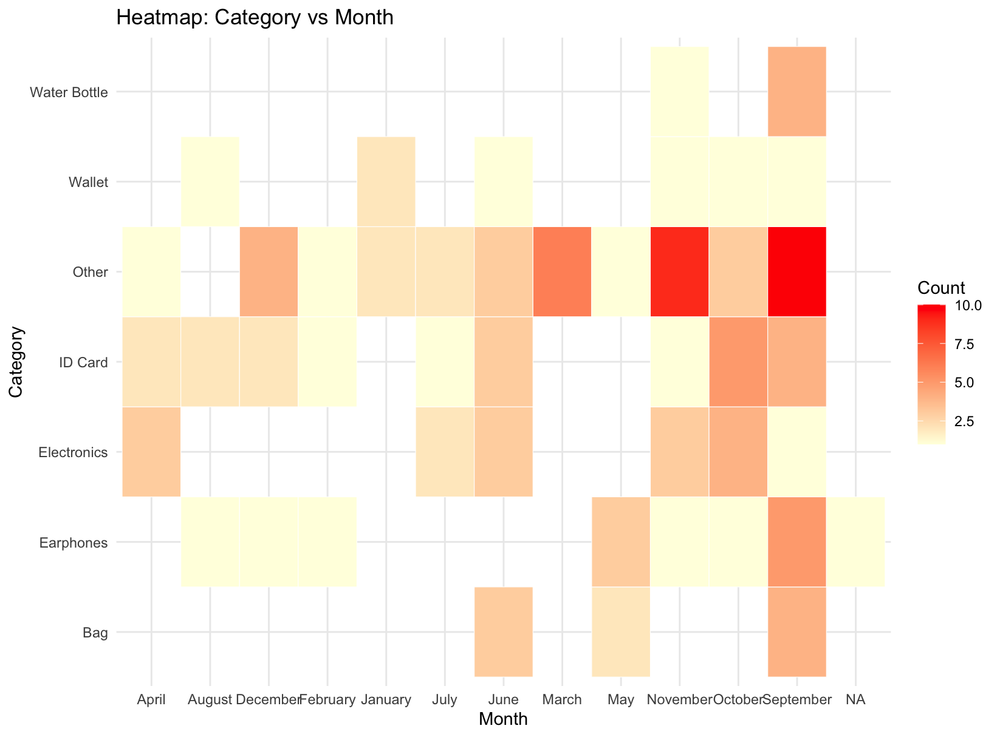 Heatmap: Category vs Month
Water Bottle
Wallet
Other
ID Card
Electronics
Earphones
Bag
Category
April August December February January July June March May November October September NA
Month
Count
10.0
7.5
5.0
2.5